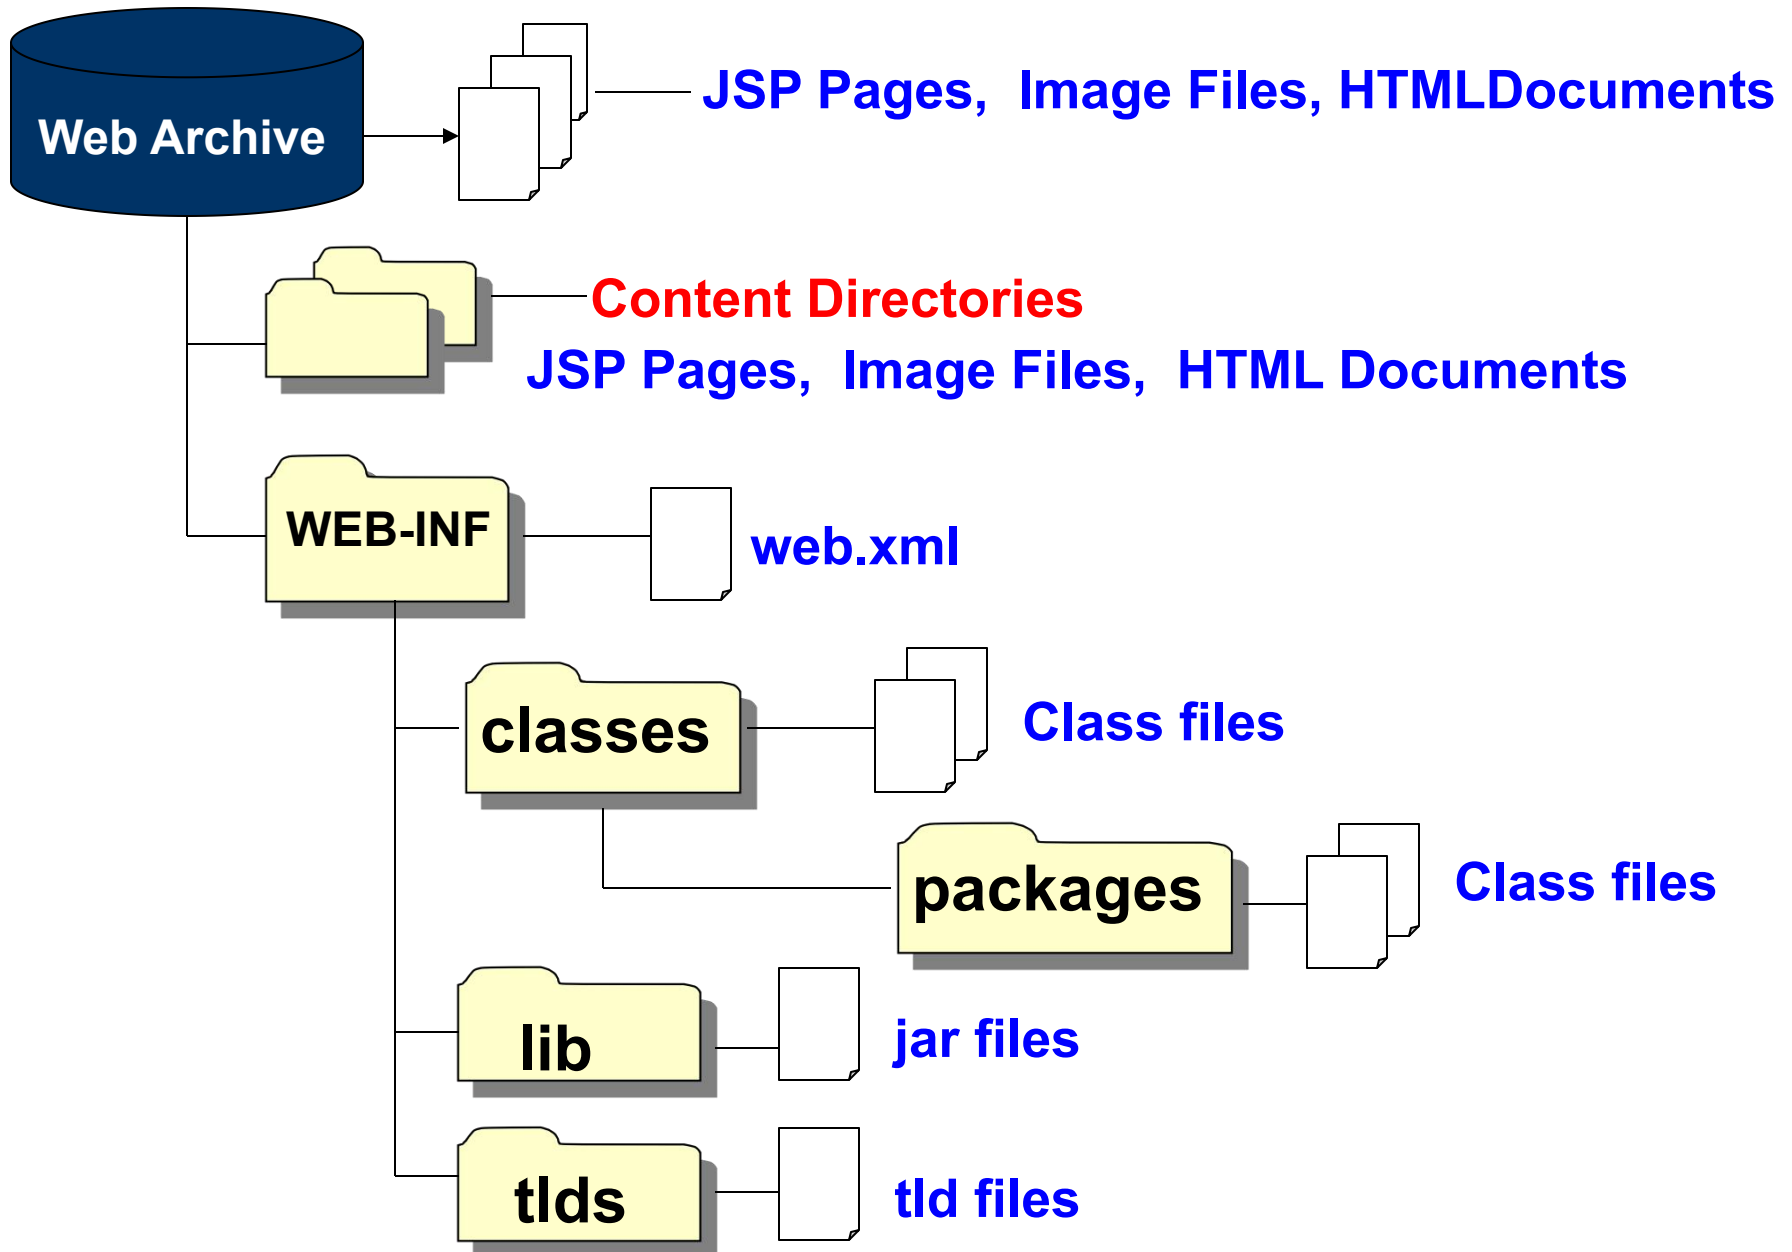 Web Archive
JSP Pages, Image Files, HTMLDocuments
Content Directories
JSP Pages, Image Files, HTML Documents
WEB-INF
web.xml
classes
Class files
packages
Class files
lib
jar files
tlds
tld files